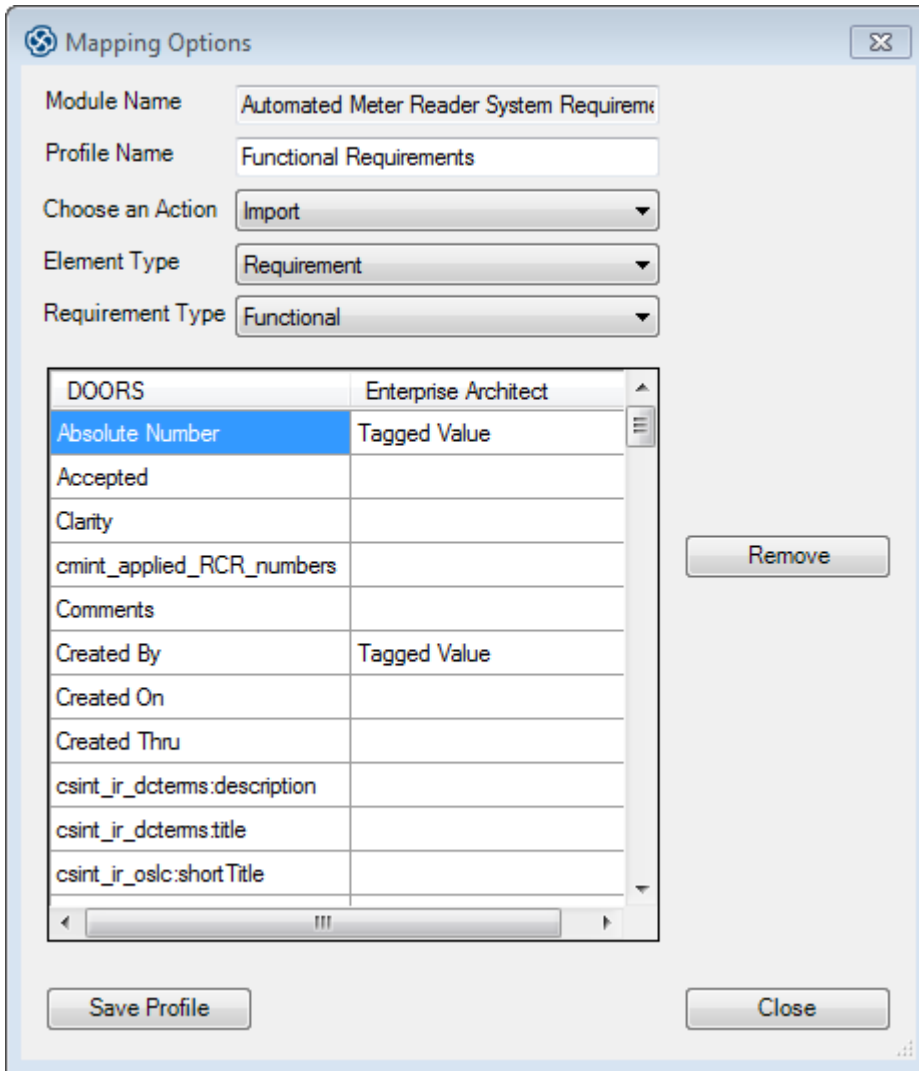 Mapping Options
Module Name Automated Meter Reader System Requireme
Profile Name Functional Requirements
Choose an Action Import
Element Type Requirement
Requirement Type Functional
DOORS Enterprise Architect
Absolute Number Tagged Value
Accepted
Clarity
cmint_applied_RCR_numbers
Remove
Comments
Created By Tagged Value
Created On
Created Thru
csint_ir_dcterms:description
csint_ir_dcterms:title
csint_ir_oslc:shortTitle
Save Profile Close